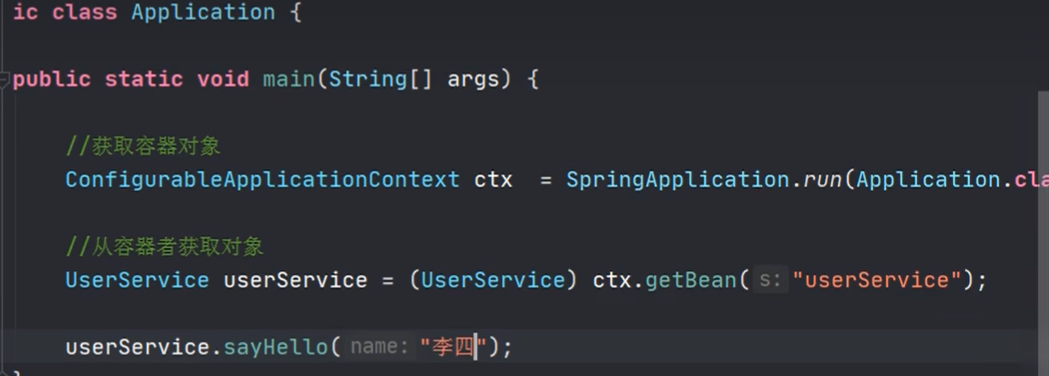 ic class Application {
public static void main(String[] args) {
//获取容器对象
ConfigurableApplicationContext ctx  = SpringApplication.run(Application.cla
//从容器者获取对象
UserService userService = (UserService) ctx.getBean( s: "userService");
userService.sayHello( name: "李四");
}